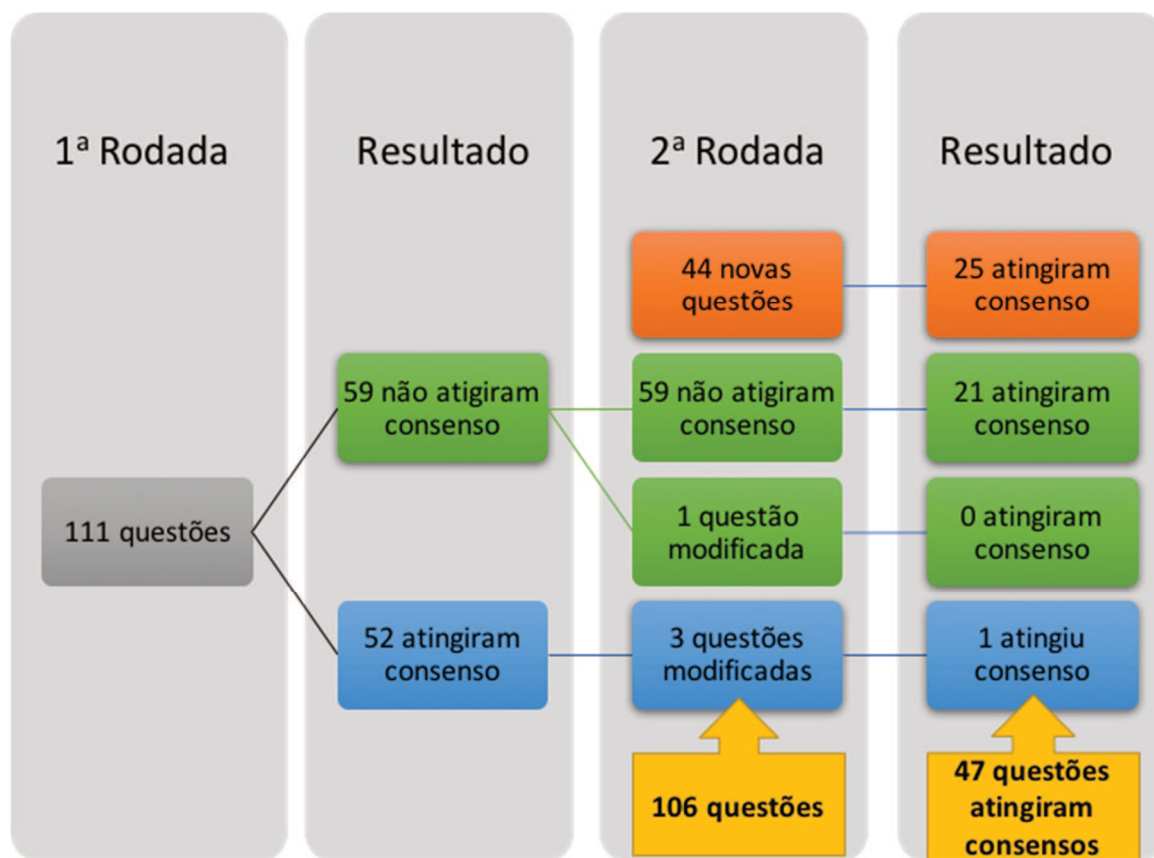 1ª Rodada
Resultado
2ª Rodada
Resultado
44 novas
questões
25 atingiram
consenso
59 não atigiram
consenso
59 não atigiram
consenso
21 atingiram
consenso
111 questões
1 questão
modificada
0 atingiram
consenso
52 atingiram
consenso
3 questões
modificadas
1 atingiu
consenso
106 questões
47 questões
atingiram
consensos